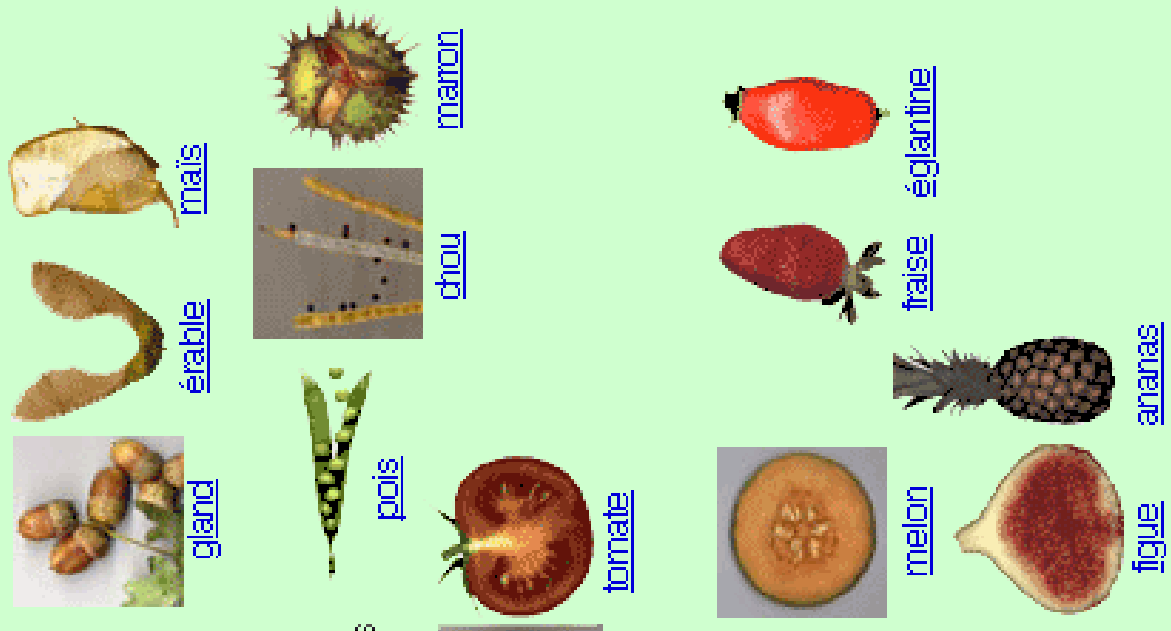 gland érable maïs
pois chou marron
tomate
melon fraise églantine
figue ananas